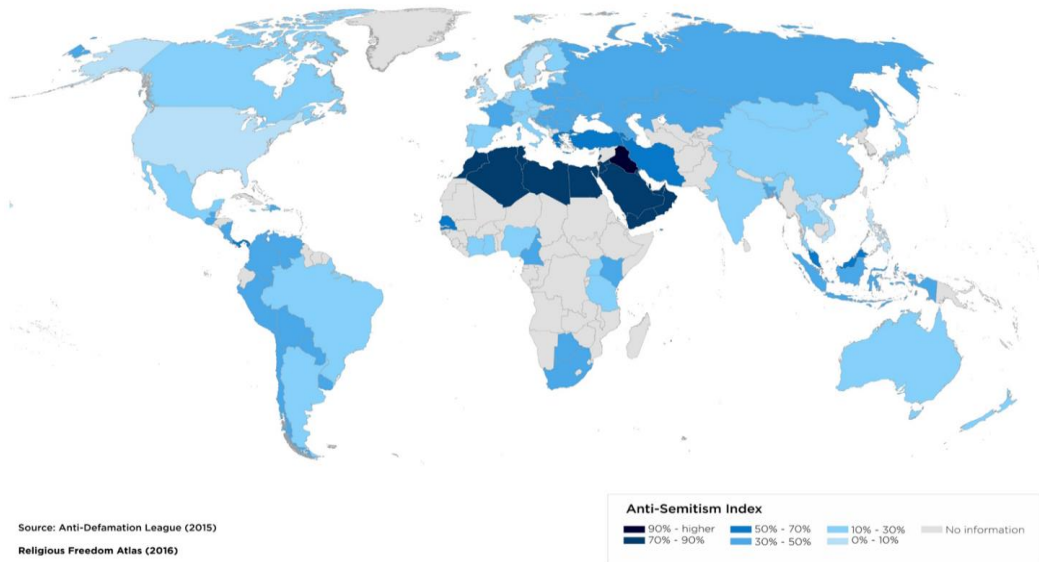 Source: Anti-Defamation League (2015)
Religious Freedom Atlas (2016)
Anti-Semitism Index
90% - higher
70% - 90%
50% - 70%
30% - 50%
10% - 30%
0% - 10%
No information